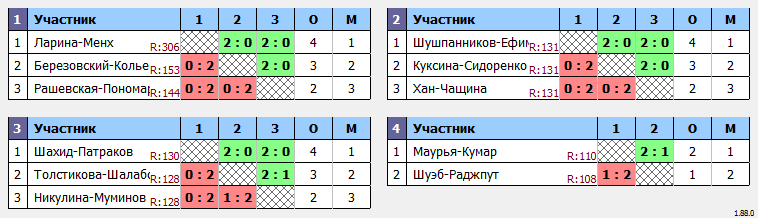 1 Участник 1 2 3 О М
1 Ларина-Менх R:306 2 : 0 2 : 0 4 1
2 Березовский-Колье R:153 0 : 2 2 : 0 3 2
3 Рашевская-Понома R:144 0 : 2 0 : 2 2 3
2 Участник 1 2 3 О М
1 Шушпанников-Ефим R:131 2 : 0 2 : 0 4 1
2 Куксина-Сидоренко R:131 0 : 2 2 : 0 3 2
3 Хан-Чащина R:131 0 : 2 0 : 2 2 3
3 Участник 1 2 3 О М
1 Шахид-Патраков R:130 2 : 0 2 : 0 4 1
2 Толстикова-Шалаб R:128 0 : 2 2 : 1 3 2
3 Никулина-Муминов R:128 0 : 2 1 : 2 2 3
4 Участник 1 2 О М
1 Маурья-Кумар R:110 2 : 1 2 1
2 Шуэб-Раджпут R:108 1 : 2 1 2
1.88.0